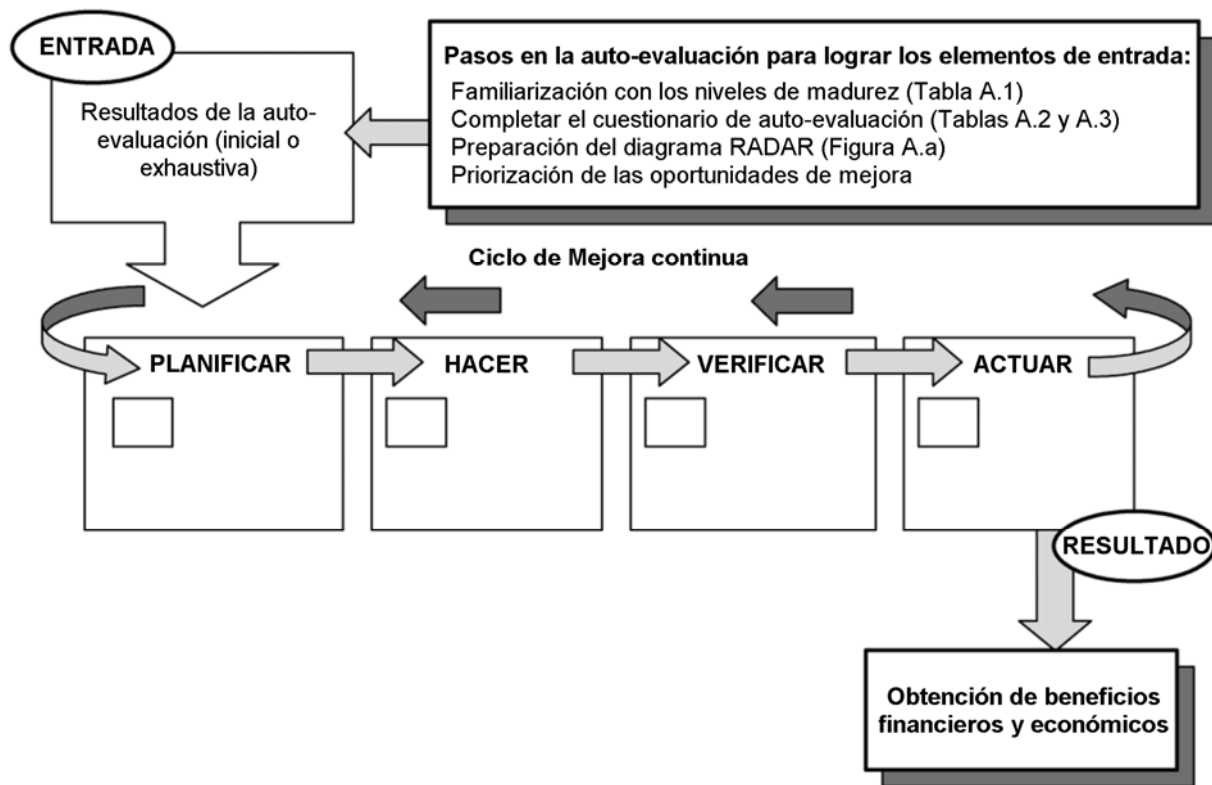 ENTRADA
Resultados de la auto-
evaluación (inicial o
exhaustiva)
Pasos en la auto-evaluación para lograr los elementos de entrada:
Familiarización con los niveles de madurez (Tabla A.1)
Completar el cuestionario de auto-evaluación (Tablas A.2 y A.3)
Preparación del diagrama RADAR (Figura A.a)
Priorización de las oportunidades de mejora
Ciclo de Mejora continua
PLANIFICAR
HACER
VERIFICAR
ACTUAR
RESULTADO
Obtención de beneficios
financieros y económicos